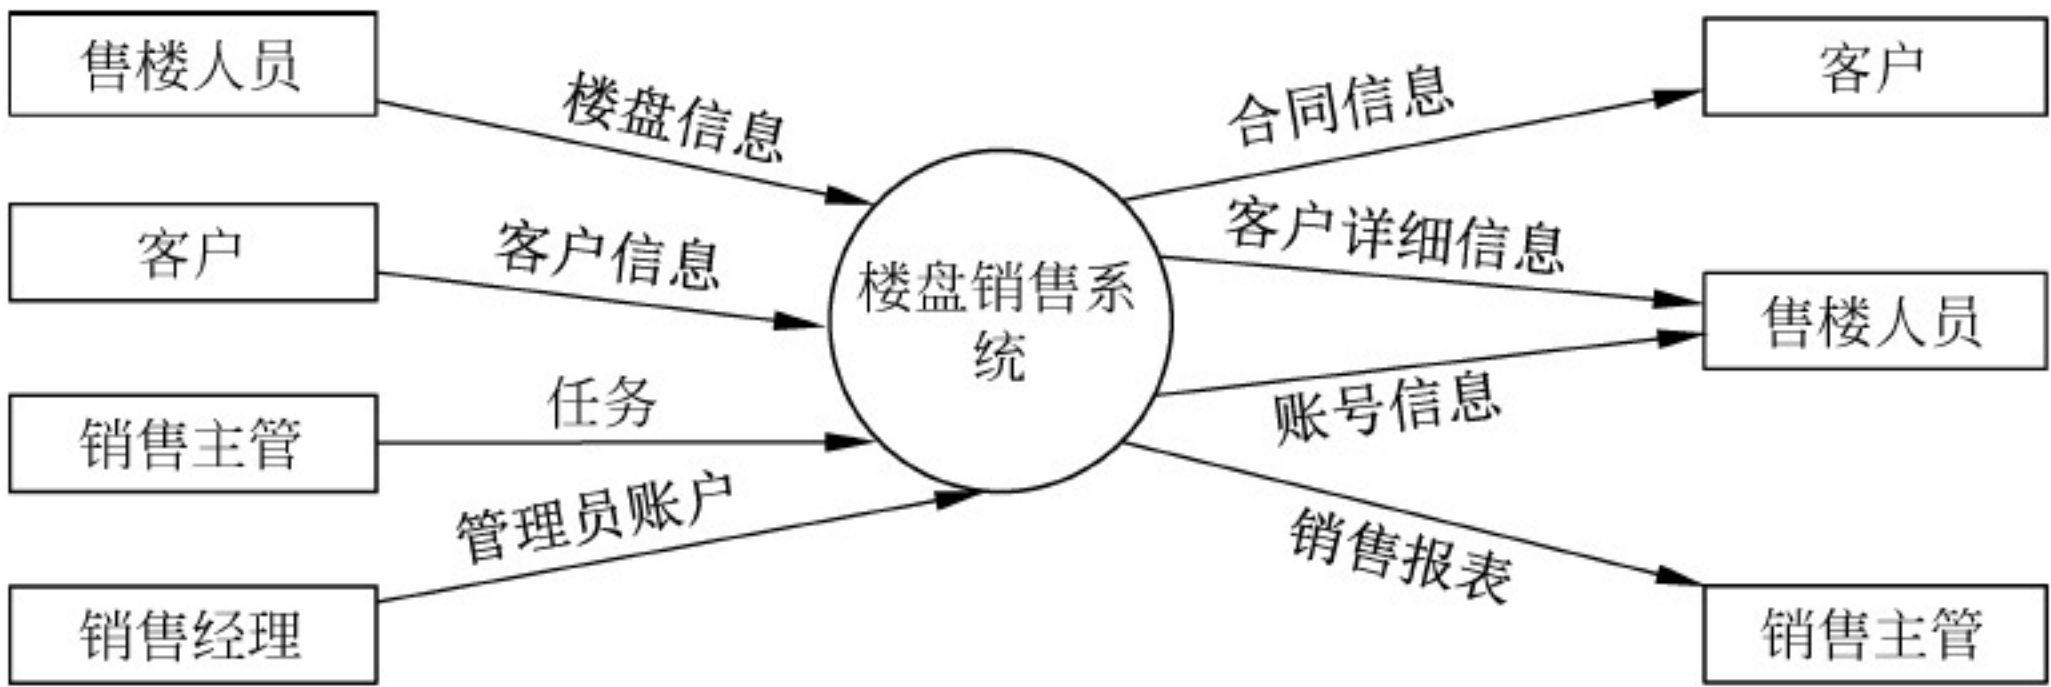 售楼人员
楼盘信息
客户
客户信息
销售主管
任务
销售经理
管理员账户
楼盘销售系
统
合同信息
客户
客户详细信息
售楼人员
账号信息
销售报表
销售主管